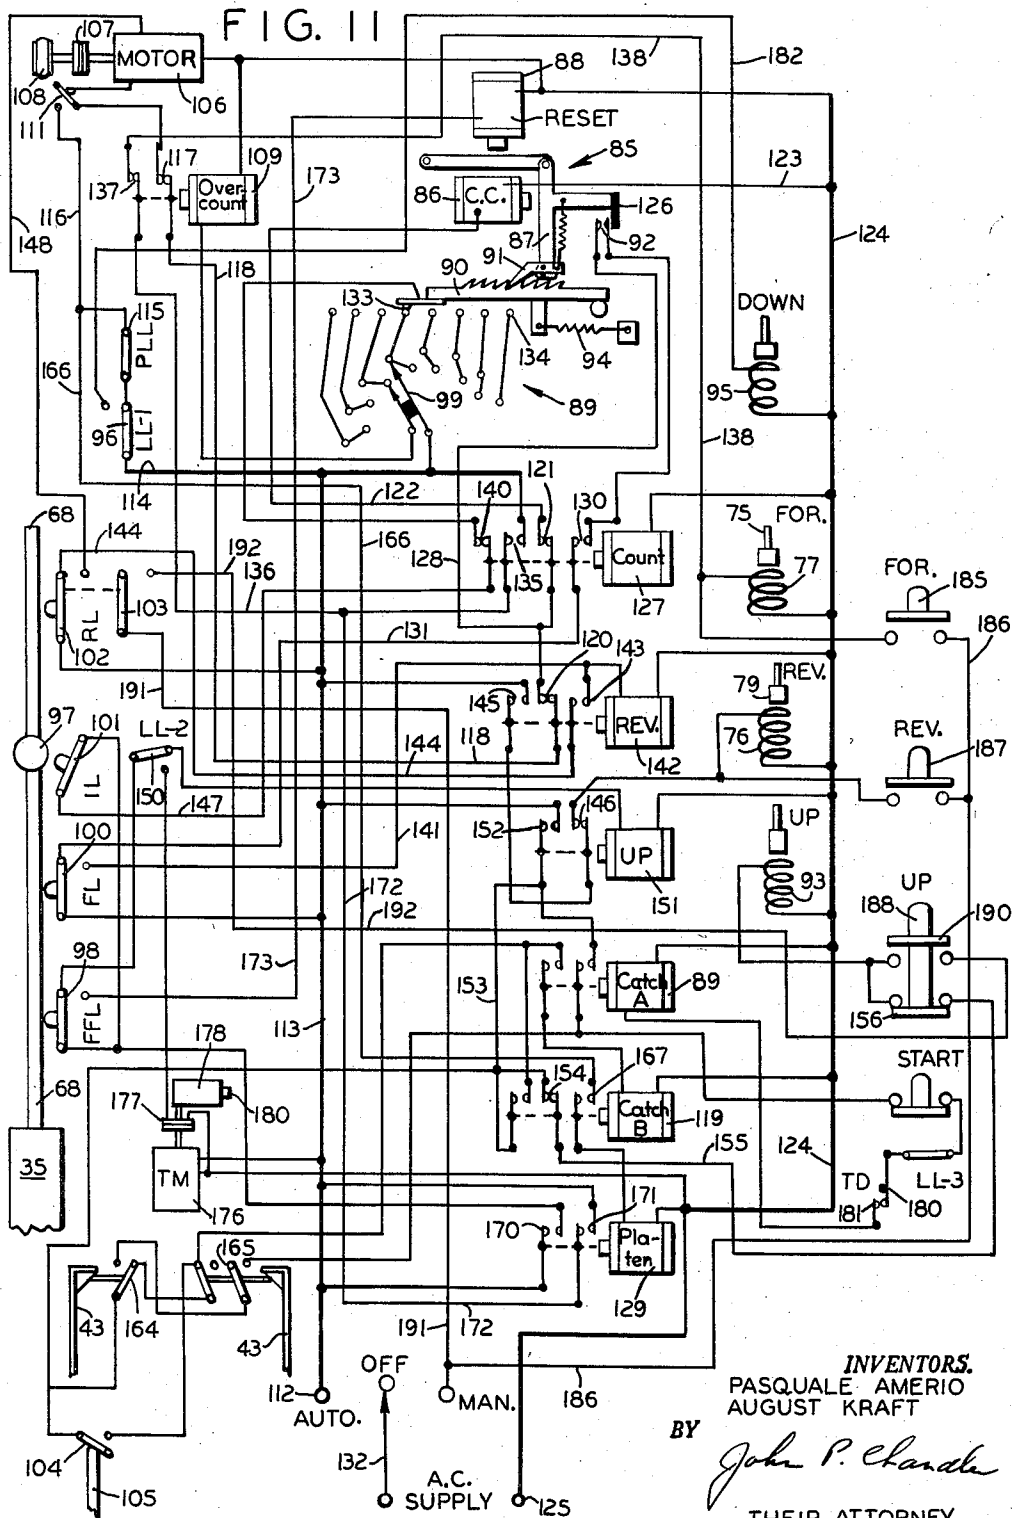 FIG. 11
107
MOTOR
108
106
111
88
138
182
RESET
85
117
109
137
Over-
count
173
123
116
86
C.C.
126
148
87
92
124
118
91
90
DOWN
133
115
PLL
134
94
166
99
89
95
96
LL-1
138
114
121
122
140
130
75
FOR.
68
144
166
128
135
Count
77
FOR.
192
127
185
136
RL
103
131
186
102
120
143
191
145
79
REV.
REV.
97
101
LL-2
REV.
118
76
187
144
142
IL
150
147
146
UP
100
152
141
UP
UP
93
FL
172
151
188
190
192
98
173
153
Catch
A
89
156
FFL
113
178
167
START
154
68
177
180
Catch
B
119
155
124
35
TM
TD
LL-3
176
171
181
180
170
Pla-
ten
165
129
43
164
43
191
172
OFF
186
112
AUTO.
MAN.
INVENTORS.
PASQUALE AMERIO
AUGUST KRAFT
BY
104
132
John P. Chandler
105
A.C.
SUPPLY
125
THEIR ATTORNEY